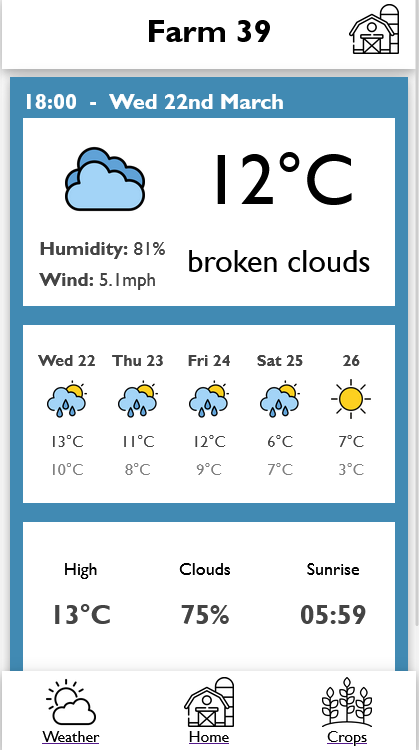 Farm 39
18:00 - Wed 22nd March
12°C
Humidity: 81%
Wind: 5.1mph
broken clouds
Wed 22 Thu 23 Fri 24 Sat 25 26
13°C 11°C 12°C 6°C 7°C
10°C 8°C 9°C 7°C 3°C
High Clouds Sunrise
13°C 75% 05:59
Weather Home Crops